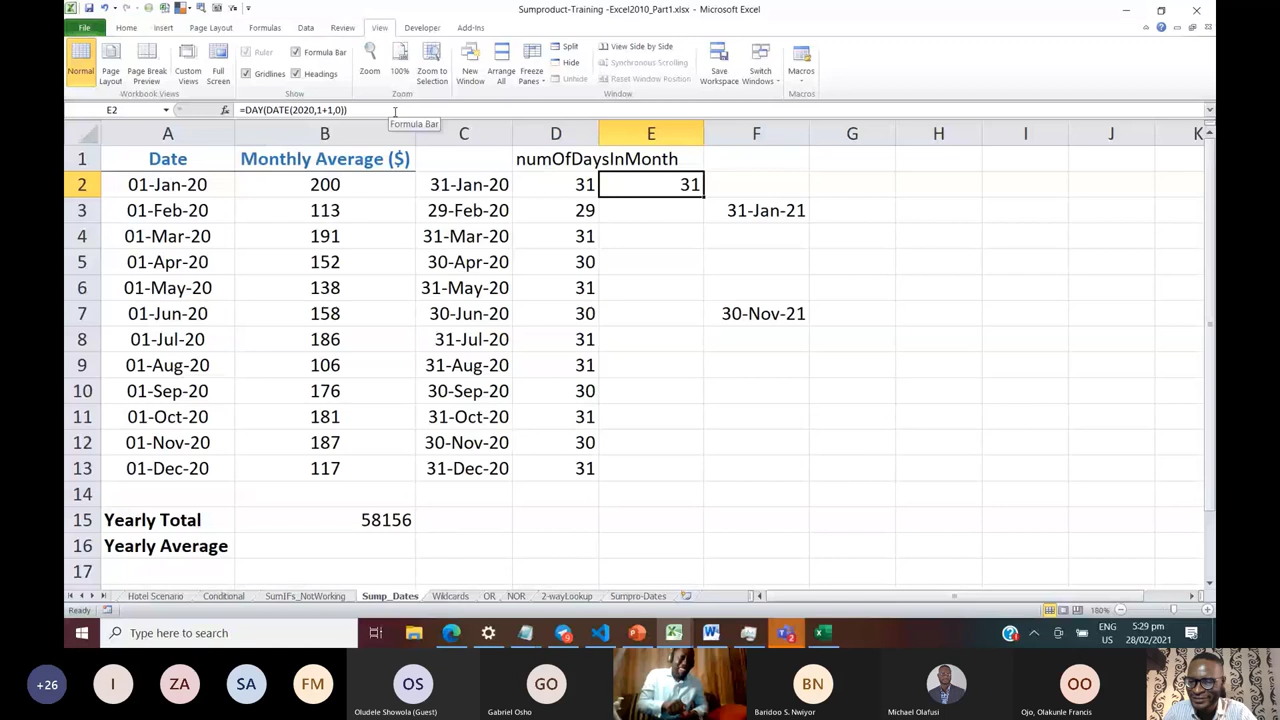 Sumproduct-Training -Excel2010_Part1.xlsx - Microsoft Excel
File Home Insert Page Layout Formulas Data Review View Developer Add-Ins
Normal Page Layout Page Break Preview Custom Views Full Screen
Ruler Formula Bar
Gridlines Headings
Zoom 100% Zoom to Selection
New Window Arrange All Freeze Panes
Split
Hide
Unhide
View Side by Side
Synchronous Scrolling
Reset Window Position
Save Workspace Switch Windows Macros
Workbook Views Show Zoom Window Macros
E2 fx =DAY(DATE(2020,1+1,0))
Formula Bar
A B C D E F G H I J K
1 Date Monthly Average ($) numOfDaysInMonth
2 01-Jan-20 200 31-Jan-20 31 31
3 01-Feb-20 113 29-Feb-20 29 31-Jan-21
4 01-Mar-20 191 31-Mar-20 31
5 01-Apr-20 152 30-Apr-20 30
6 01-May-20 138 31-May-20 31
7 01-Jun-20 158 30-Jun-20 30 30-Nov-21
8 01-Jul-20 186 31-Jul-20 31
9 01-Aug-20 106 31-Aug-20 31
10 01-Sep-20 176 30-Sep-20 30
11 01-Oct-20 181 31-Oct-20 31
12 01-Nov-20 187 30-Nov-20 30
13 01-Dec-20 117 31-Dec-20 31
14
15 Yearly Total 58156
16 Yearly Average
17
Hotel Scenario Conditional SumIFs_NotWorking Sump_Dates Wildcards OR NOR 2-wayLookup Sumpro-Dates
Ready 180%
Type here to search
ENG 5:29 pm
US 28/02/2021
+26 I ZA SA FM OS GO BN OO
Oludele Showola (Guest) Gabriel Osho Baridoo S. Nwiyor Michael Olafusi Ojo, Olakunle Francis